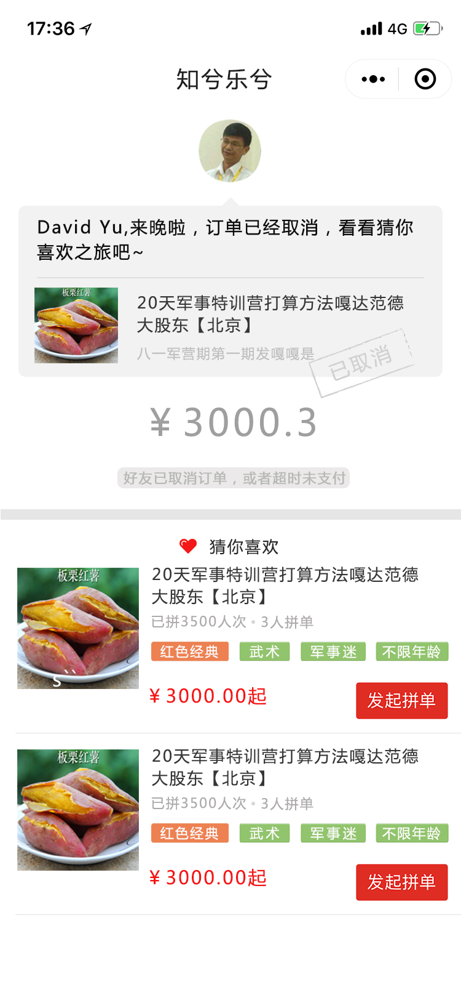 17:36
4G
知兮乐兮
David Yu,来晚啦，订单已经取消，看看猜你
喜欢之旅吧~
板栗红薯
20天军事特训营打算方法嘎达范德
大股东【北京】
八一军营期第一期发嘎嘎是
已取消
¥ 3000.3
好友已取消订单，或者超时未支付
猜你喜欢
板栗红薯
20天军事特训营打算方法嘎达范德
大股东【北京】
已拼3500人次 • 3人拼单
红色经典 武术 军事迷 不限年龄
s``
¥ 3000.00起
发起拼单
板栗红薯
20天军事特训营打算方法嘎达范德
大股东【北京】
已拼3500人次 • 3人拼单
红色经典 武术 军事迷 不限年龄
¥ 3000.00起
发起拼单